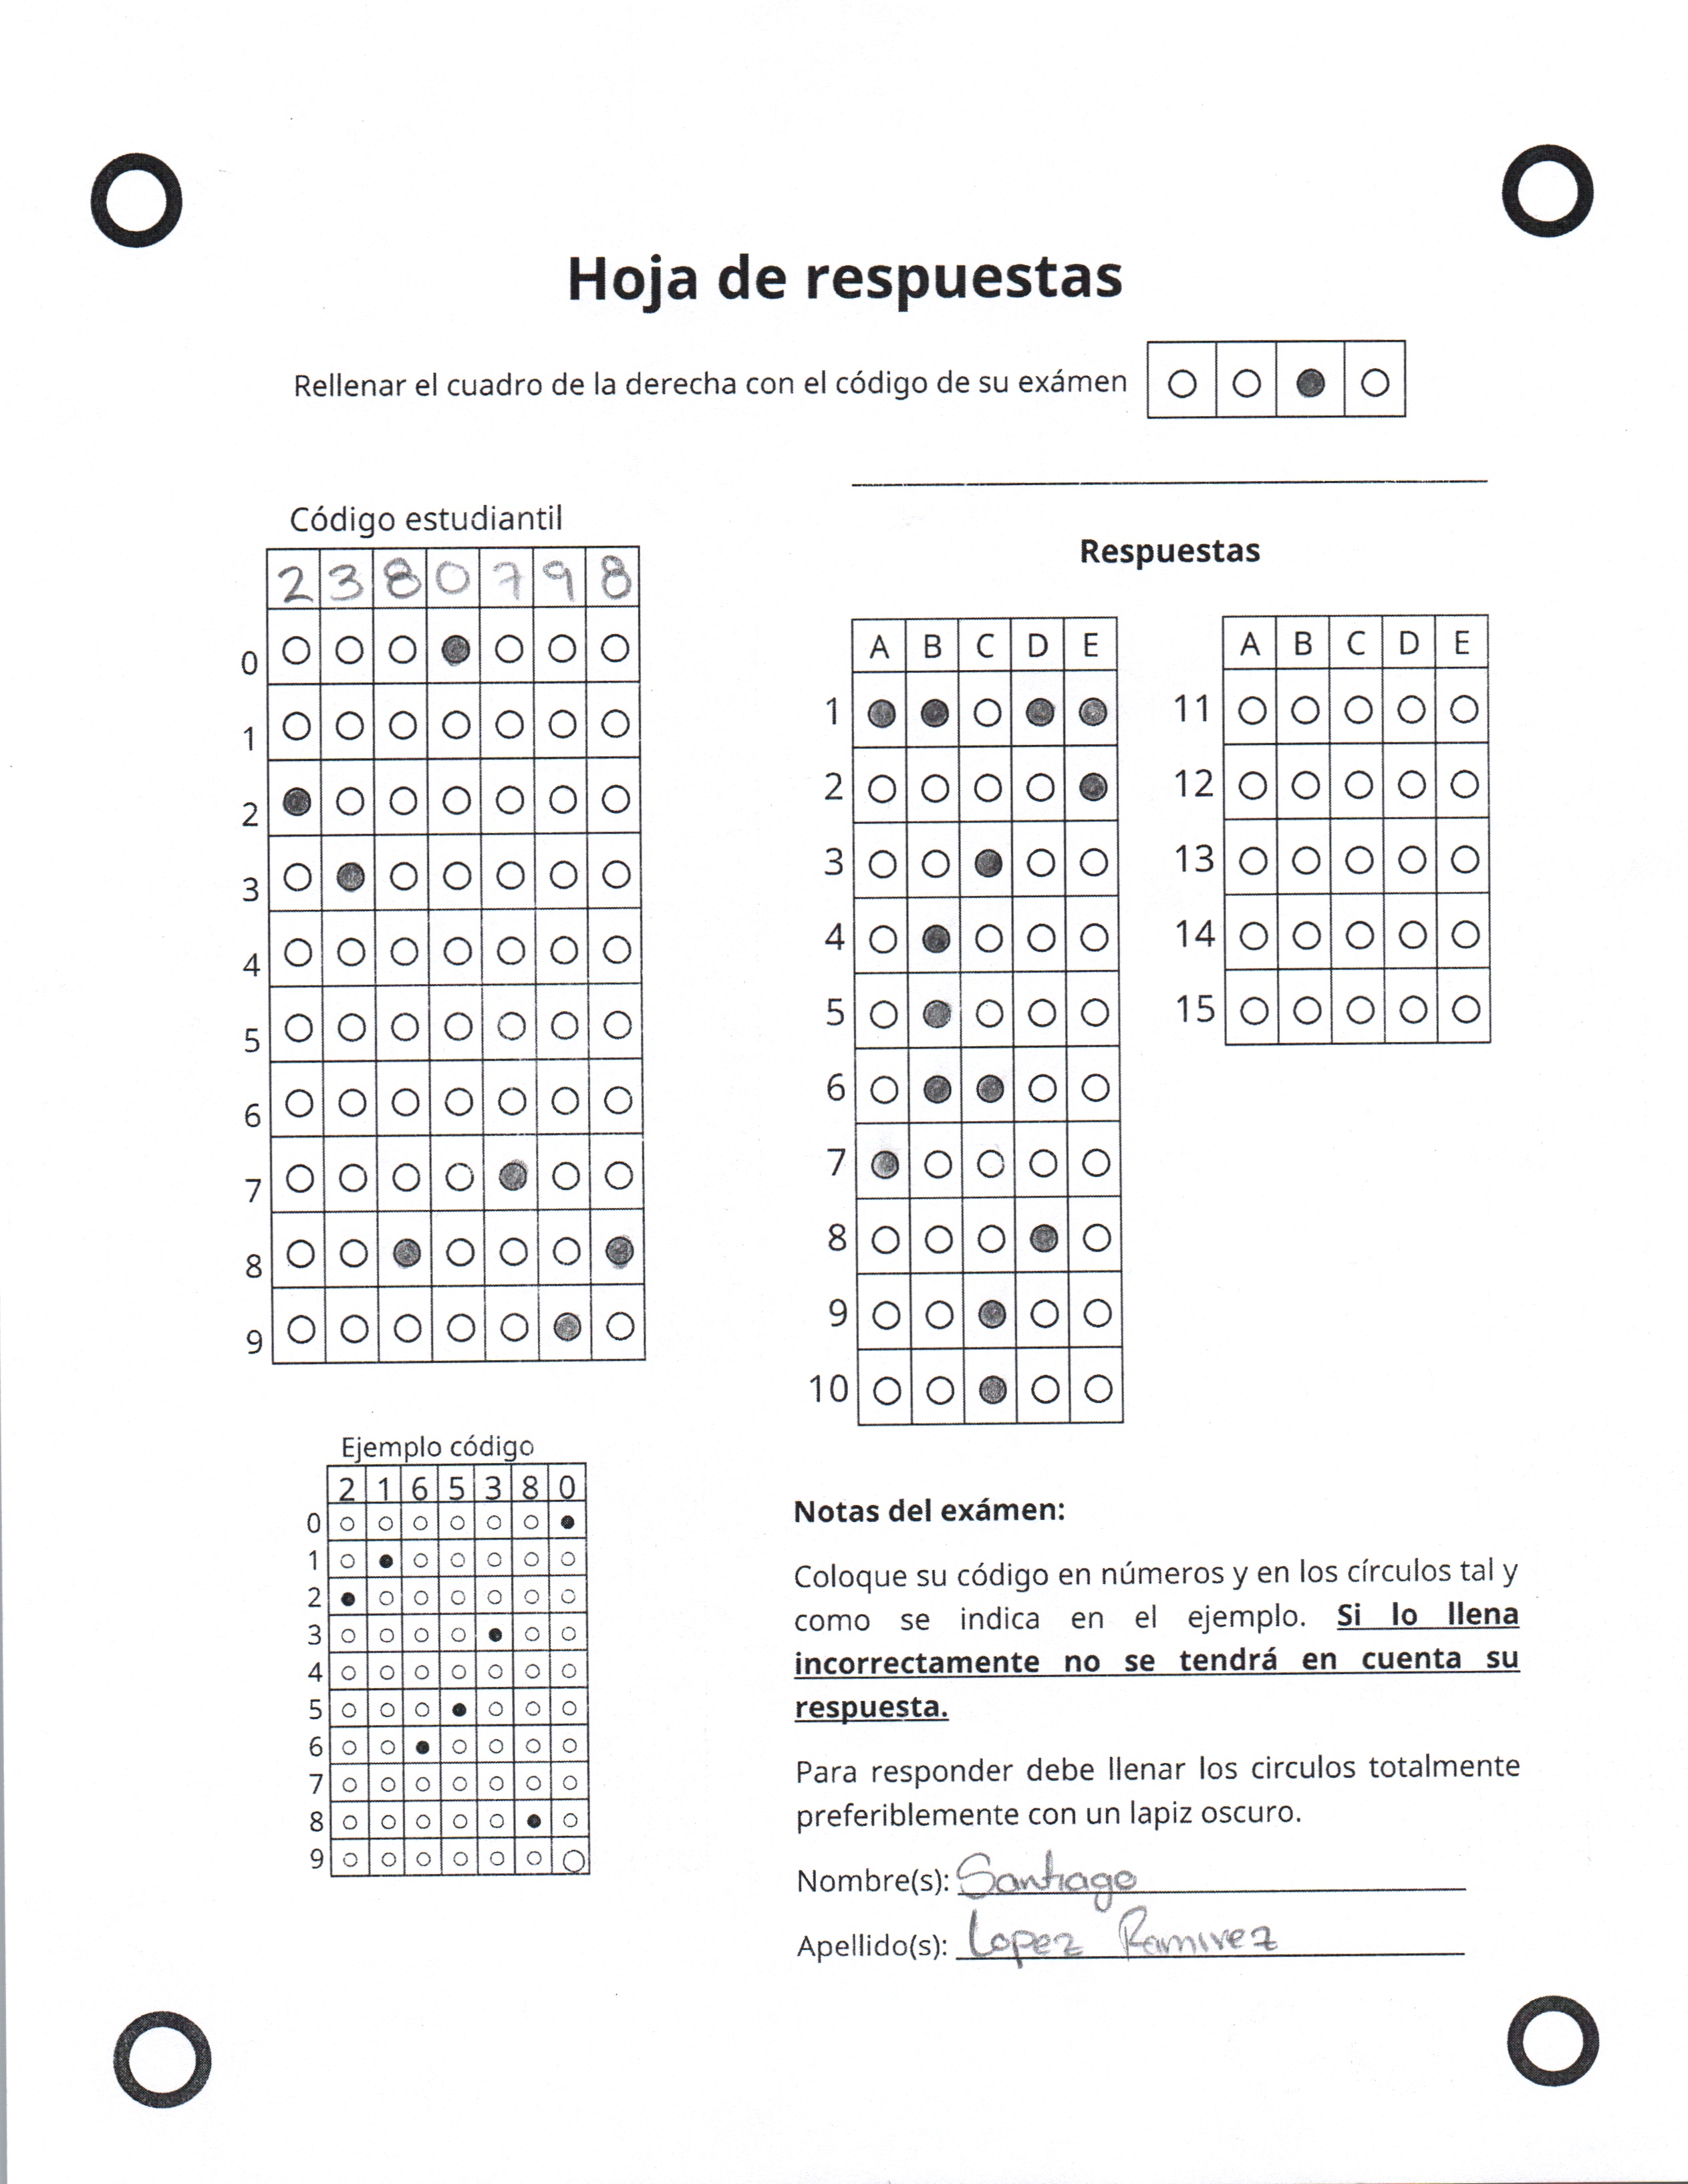 Hoja de respuestas
Rellenar el cuadro de la derecha con el código de su exámen
Código estudiantil
2 3 8 0 7 9 8
0
1
2
3
4
5
6
7
8
9
Respuestas
A B C D E
1
2
3
4
5
6
7
8
9
10
A B C D E
11
12
13
14
15
Ejemplo código
2 1 6 5 3 8 0
0
1
2
3
4
5
6
7
8
9
Notas del exámen:
Coloque su código en números y en los círculos tal y
como se indica en el ejemplo. Si lo llena
incorrectamente no se tendrá en cuenta su
respuesta.
Para responder debe llenar los circulos totalmente
preferiblemente con un lapiz oscuro.
Nombre(s): Santiago
Apellido(s): Lopez Ramirez